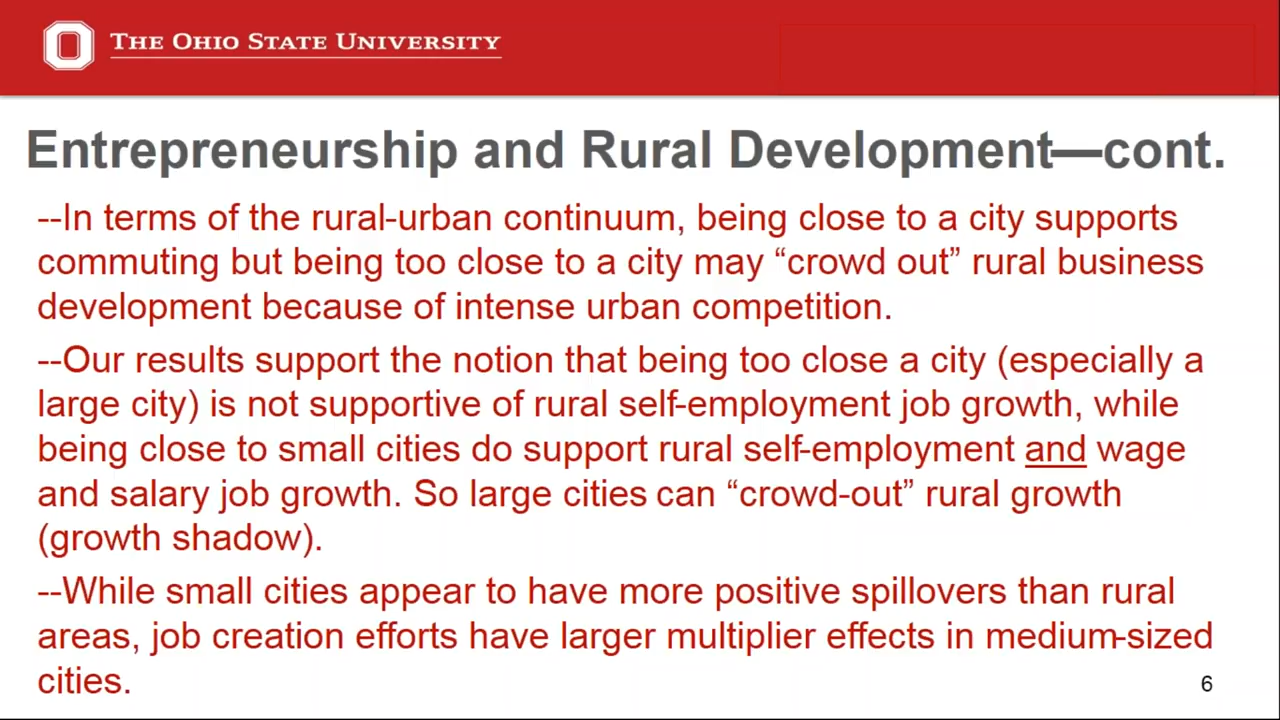 THE OHIO STATE UNIVERSITY
Entrepreneurship and Rural Development—cont.
--In terms of the rural-urban continuum, being close to a city supports
commuting but being too close to a city may “crowd out” rural business
development because of intense urban competition.
--Our results support the notion that being too close a city (especially a
large city) is not supportive of rural self-employment job growth, while
being close to small cities do support rural self-employment and wage
and salary job growth. So large cities can “crowd-out” rural growth
(growth shadow).
--While small cities appear to have more positive spillovers than rural
areas, job creation efforts have larger multiplier effects in medium-sized
cities.
6